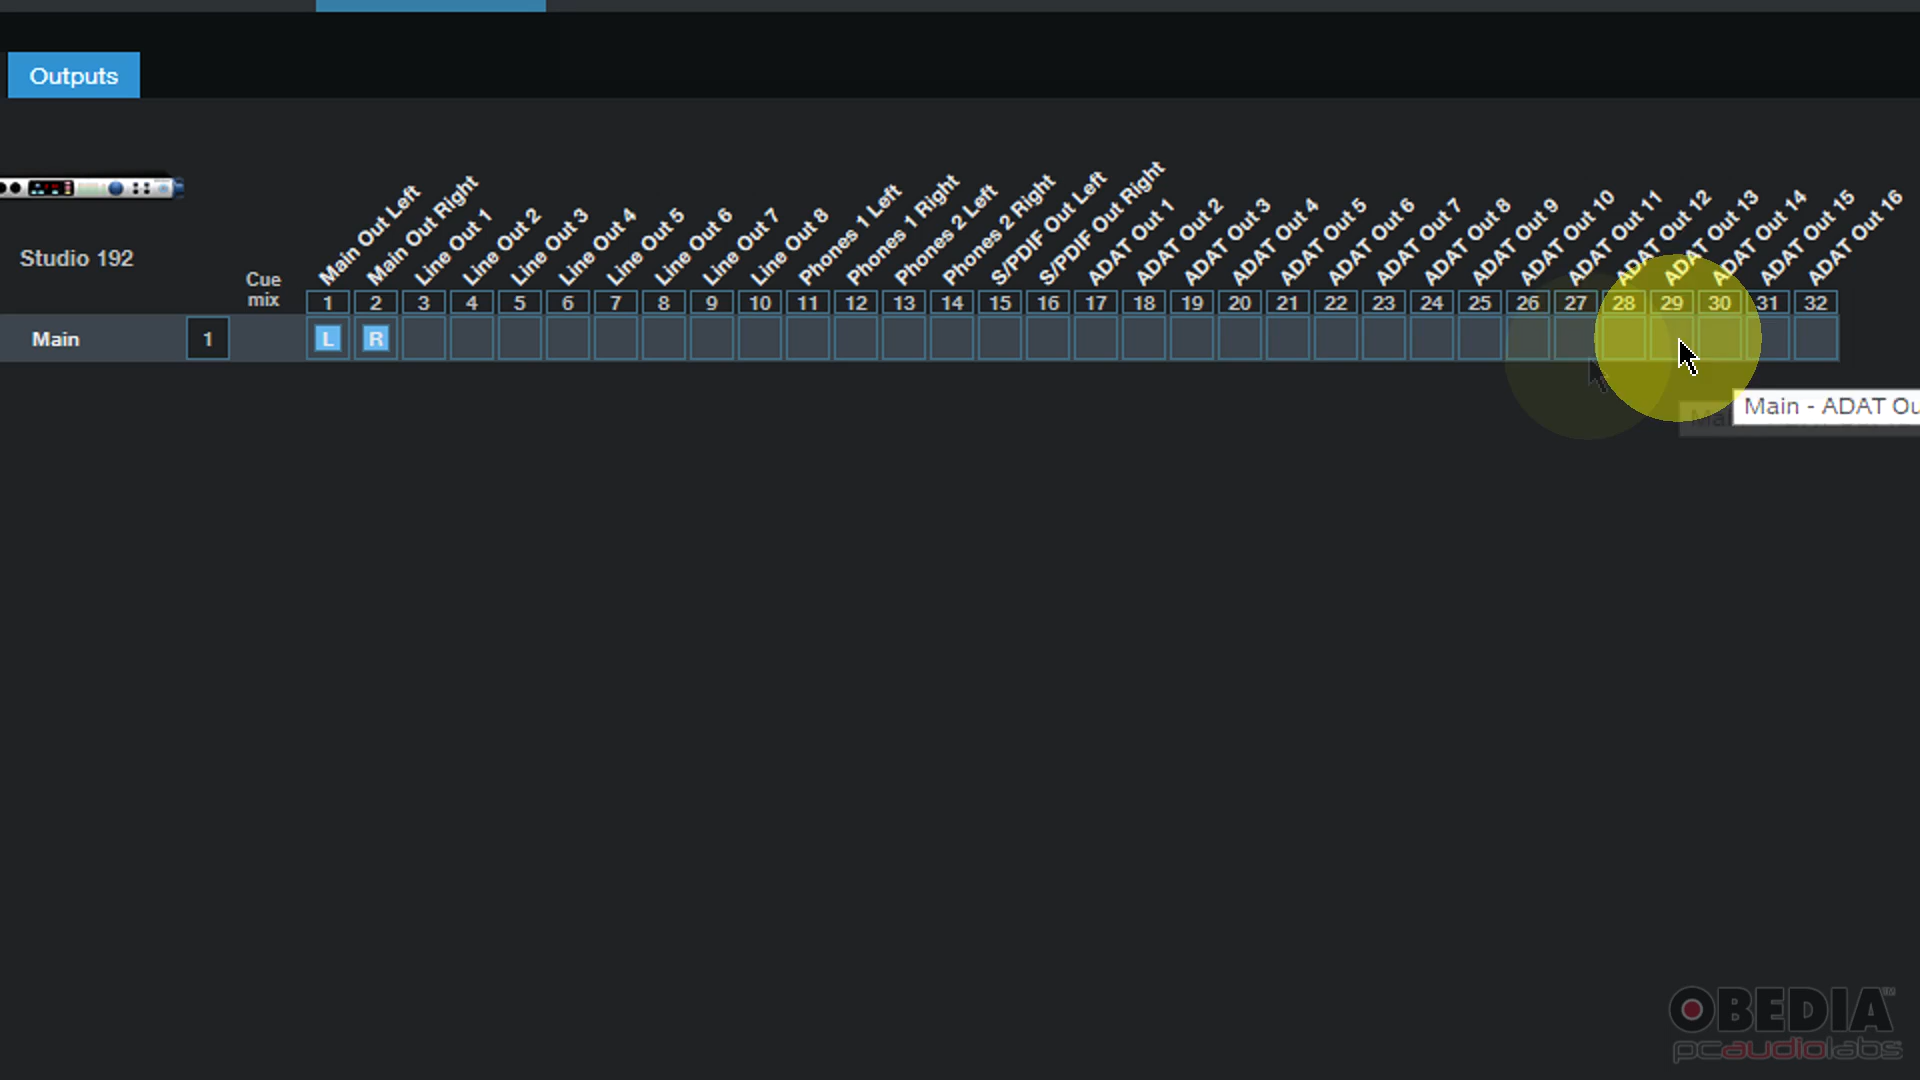 Outputs
Main Out Left
Main Out Right
Line Out 1
Line Out 2
Line Out 3
Line Out 4
Line Out 5
Line Out 6
Line Out 7
Line Out 8
Phones 1 Left
Phones 1 Right
Phones 2 Left
Phones 2 Right
S/PDIF Out Left
S/PDIF Out Right
ADAT Out 1
ADAT Out 2
ADAT Out 3
ADAT Out 4
ADAT Out 5
ADAT Out 6
ADAT Out 7
ADAT Out 8
ADAT Out 9
ADAT Out 10
ADAT Out 11
ADAT Out 12
ADAT Out 13
ADAT Out 14
ADAT Out 15
ADAT Out 16
Studio 192
Cue
mix
1 2 3 4 5 6 7 8 9 10 11 12 13 14 15 16 17 18 19 20 21 22 23 24 25 26 27 28 29 30 31 32
Main 1 L R
Main - ADAT Ou
OBEDIA™
pcaudiolabs